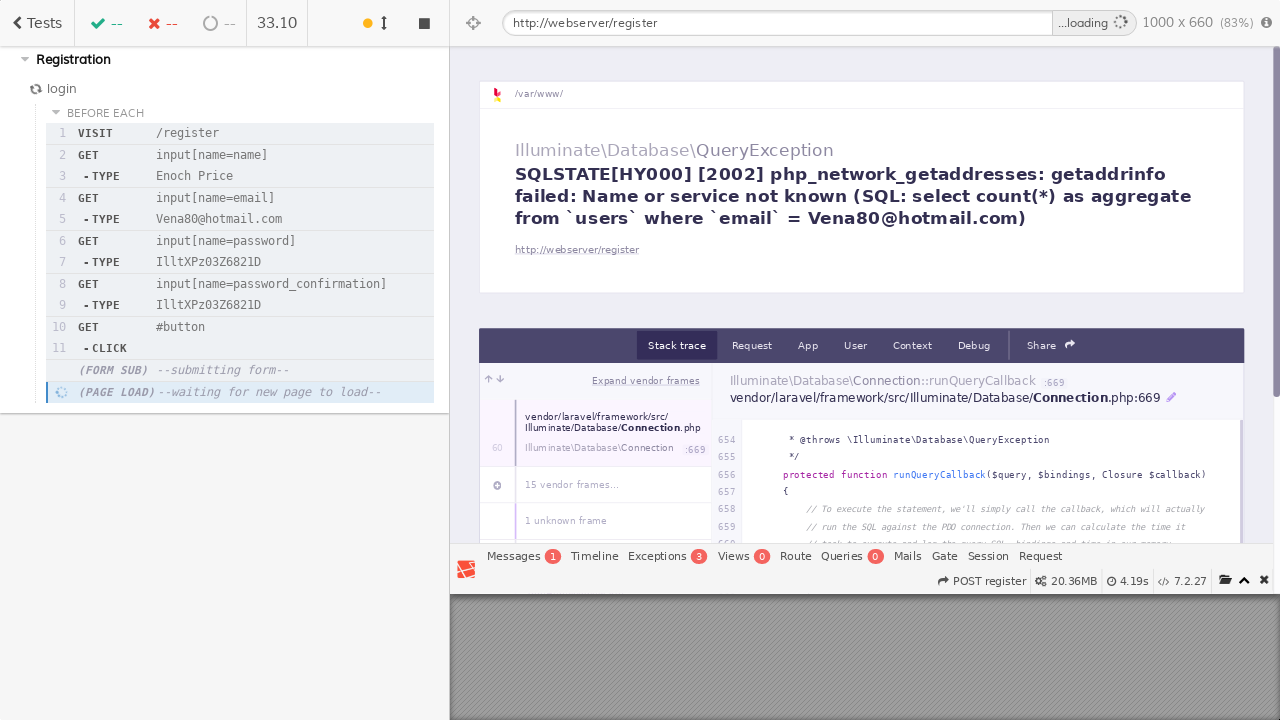 Tests
--
--
--
33.10
Registration
login
BEFORE EACH
1 VISIT /register
2 GET input[name=name]
3 - TYPE Enoch Price
4 GET input[name=email]
5 - TYPE Vena80@hotmail.com
6 GET input[name=password]
7 - TYPE IlltXPz03Z6821D
8 GET input[name=password_confirmation]
9 - TYPE IlltXPz03Z6821D
10 GET #button
11 - CLICK
(FORM SUB) --submitting form--
(PAGE LOAD) --waiting for new page to load--
http://webserver/register
...loading
1000 x 660 (83%)
/var/www/
Illuminate\Database\QueryException
SQLSTATE[HY000] [2002] php_network_getaddresses: getaddrinfo
failed: Name or service not known (SQL: select count(*) as aggregate
from `users` where `email` = Vena80@hotmail.com)
http://webserver/register
Stack trace Request App User Context Debug Share
Expand vendor frames
vendor/laravel/framework/src/
Illuminate/Database/Connection.php
60 Illuminate\Database\Connection :669
15 vendor frames...
1 unknown frame
Illuminate\Database\Connection::runQueryCallback :669
vendor/laravel/framework/src/Illuminate/Database/Connection.php:669
654 * @throws \Illuminate\Database\QueryException
655 */
656 protected function runQueryCallback($query, $bindings, Closure $callback)
657 {
658 // To execute the statement, we'll simply call the callback, which will actually
659 // run the SQL against the PDO connection. Then we can calculate the time it
Messages 1 Timeline Exceptions 3 Views 0 Route Queries 0 Mails Gate Session Request
POST register 20.36MB 4.19s 7.2.27